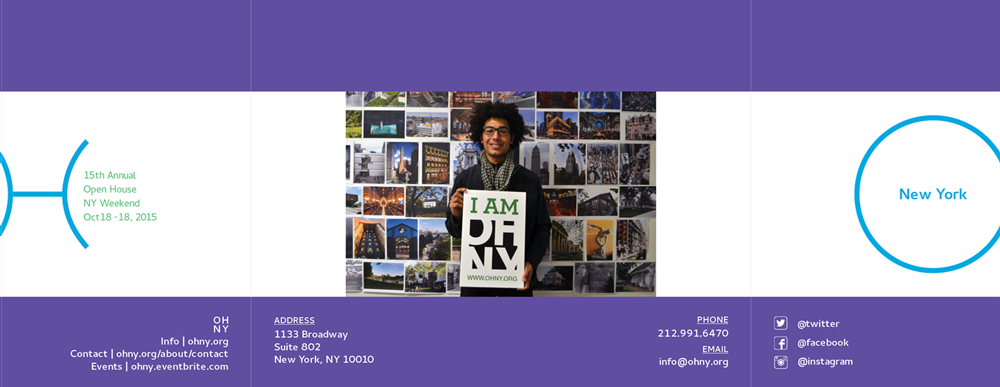 15th Annual
Open House
NY Weekend
Oct18 -18, 2015
I AM
OH
NY
WWW.OHNY.ORG
New York
OH
NY
Info | ohny.org
Contact | ohny.org/about/contact
Events | ohny.eventbrite.com
ADDRESS
1133 Broadway
Suite 802
New York, NY 10010
PHONE
212.991.6470
EMAIL
info@ohny.org
@twitter
@facebook
@instagram